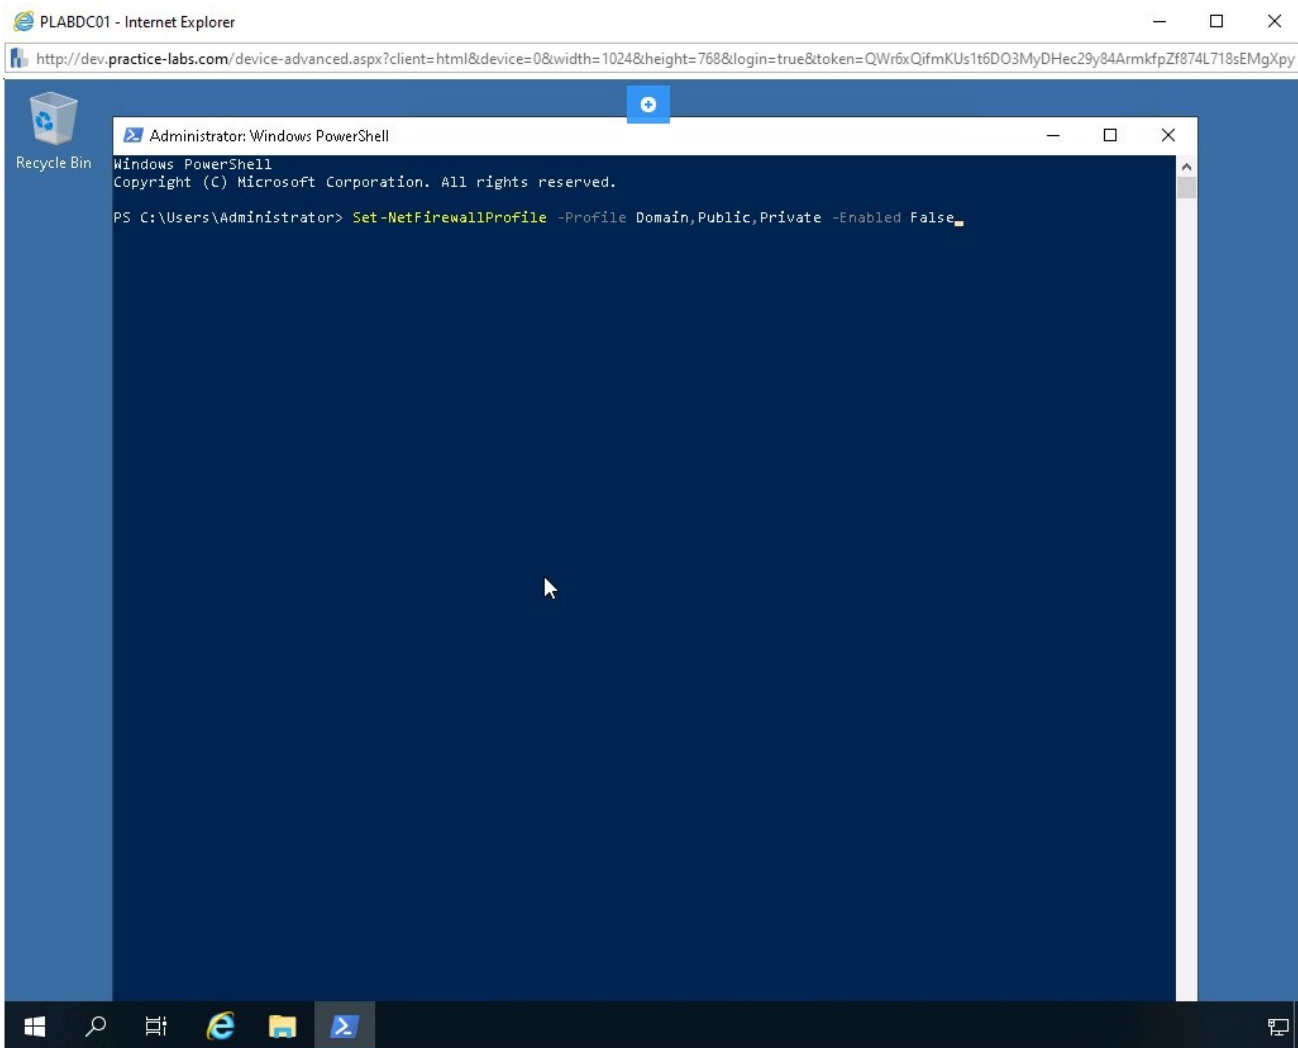 PLABDC01 - Internet Explorer
http://dev.practice-labs.com/device-advanced.aspx?client=html&device=0&width=1024&height=768&login=true&token=QWr6xQifmKUs1t6DO3MyDHec29y84ArmkfpZf874L718sEMgXpy
Recycle Bin
Administrator: Windows PowerShell
Windows PowerShell
Copyright (C) Microsoft Corporation. All rights reserved.
PS C:\Users\Administrator> Set-NetFirewallProfile -Profile Domain,Public,Private -Enabled False